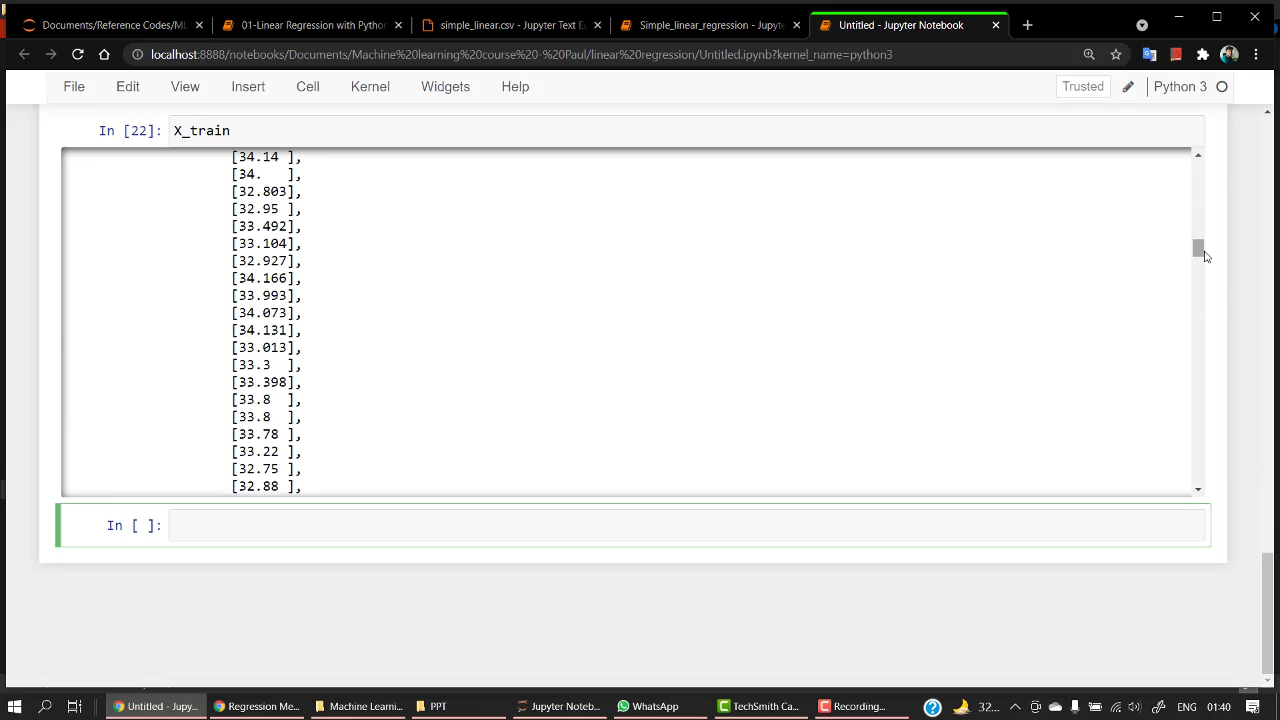 Documents/Reference Codes/ML
01-Linear Regression with Python
simple_linear.csv - Jupyter Text E
Simple_linear_regression - Jupyte
Untitled - Jupyter Notebook
localhost:8888/notebooks/Documents/Machine%20learning%20course%20-%20Paul/linear%20regression/Untitled.ipynb?kernel_name=python3
File Edit View Insert Cell Kernel Widgets Help Trusted Python 3
In [22]: X_train
[34.14 ],
[34.   ],
[32.803],
[32.95 ],
[33.492],
[33.104],
[32.927],
[34.166],
[33.993],
[34.073],
[34.131],
[33.013],
[33.3  ],
[33.398],
[33.8  ],
[33.8  ],
[33.78 ],
[33.22 ],
[32.75 ],
[32.88 ],
In [ ]:
Untitled - Jupy...
Regression Me...
Machine Learni...
PPT
Jupyter Noteb...
WhatsApp
TechSmith Ca...
Recording...
32...
ENG
01:40